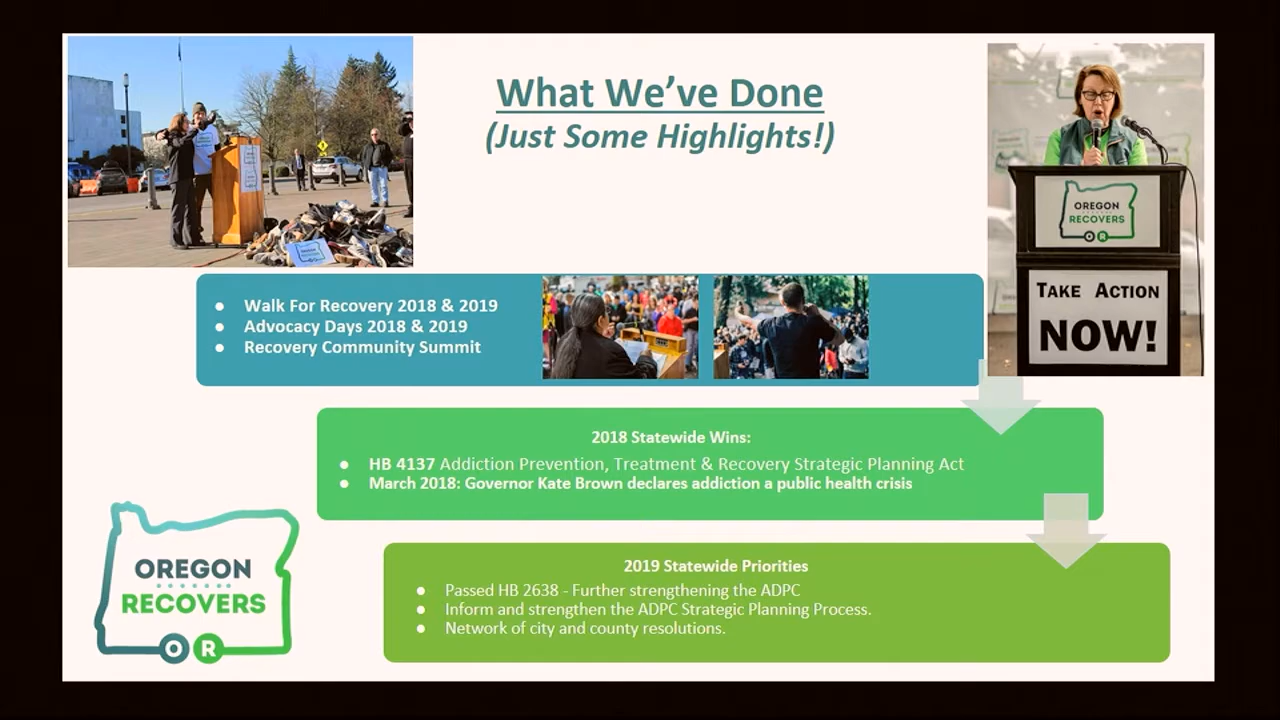 What We've Done
(Just Some Highlights!)
● Walk For Recovery 2018 & 2019
● Advocacy Days 2018 & 2019
● Recovery Community Summit
OREGON
RECOVERS
O R
TAKE ACTION
NOW!
2018 Statewide Wins:
● HB 4137 Addiction Prevention, Treatment & Recovery Strategic Planning Act
● March 2018: Governor Kate Brown declares addiction a public health crisis
OREGON
RECOVERS
O R
2019 Statewide Priorities
● Passed HB 2638 - Further strengthening the ADPC
● Inform and strengthen the ADPC Strategic Planning Process.
● Network of city and county resolutions.